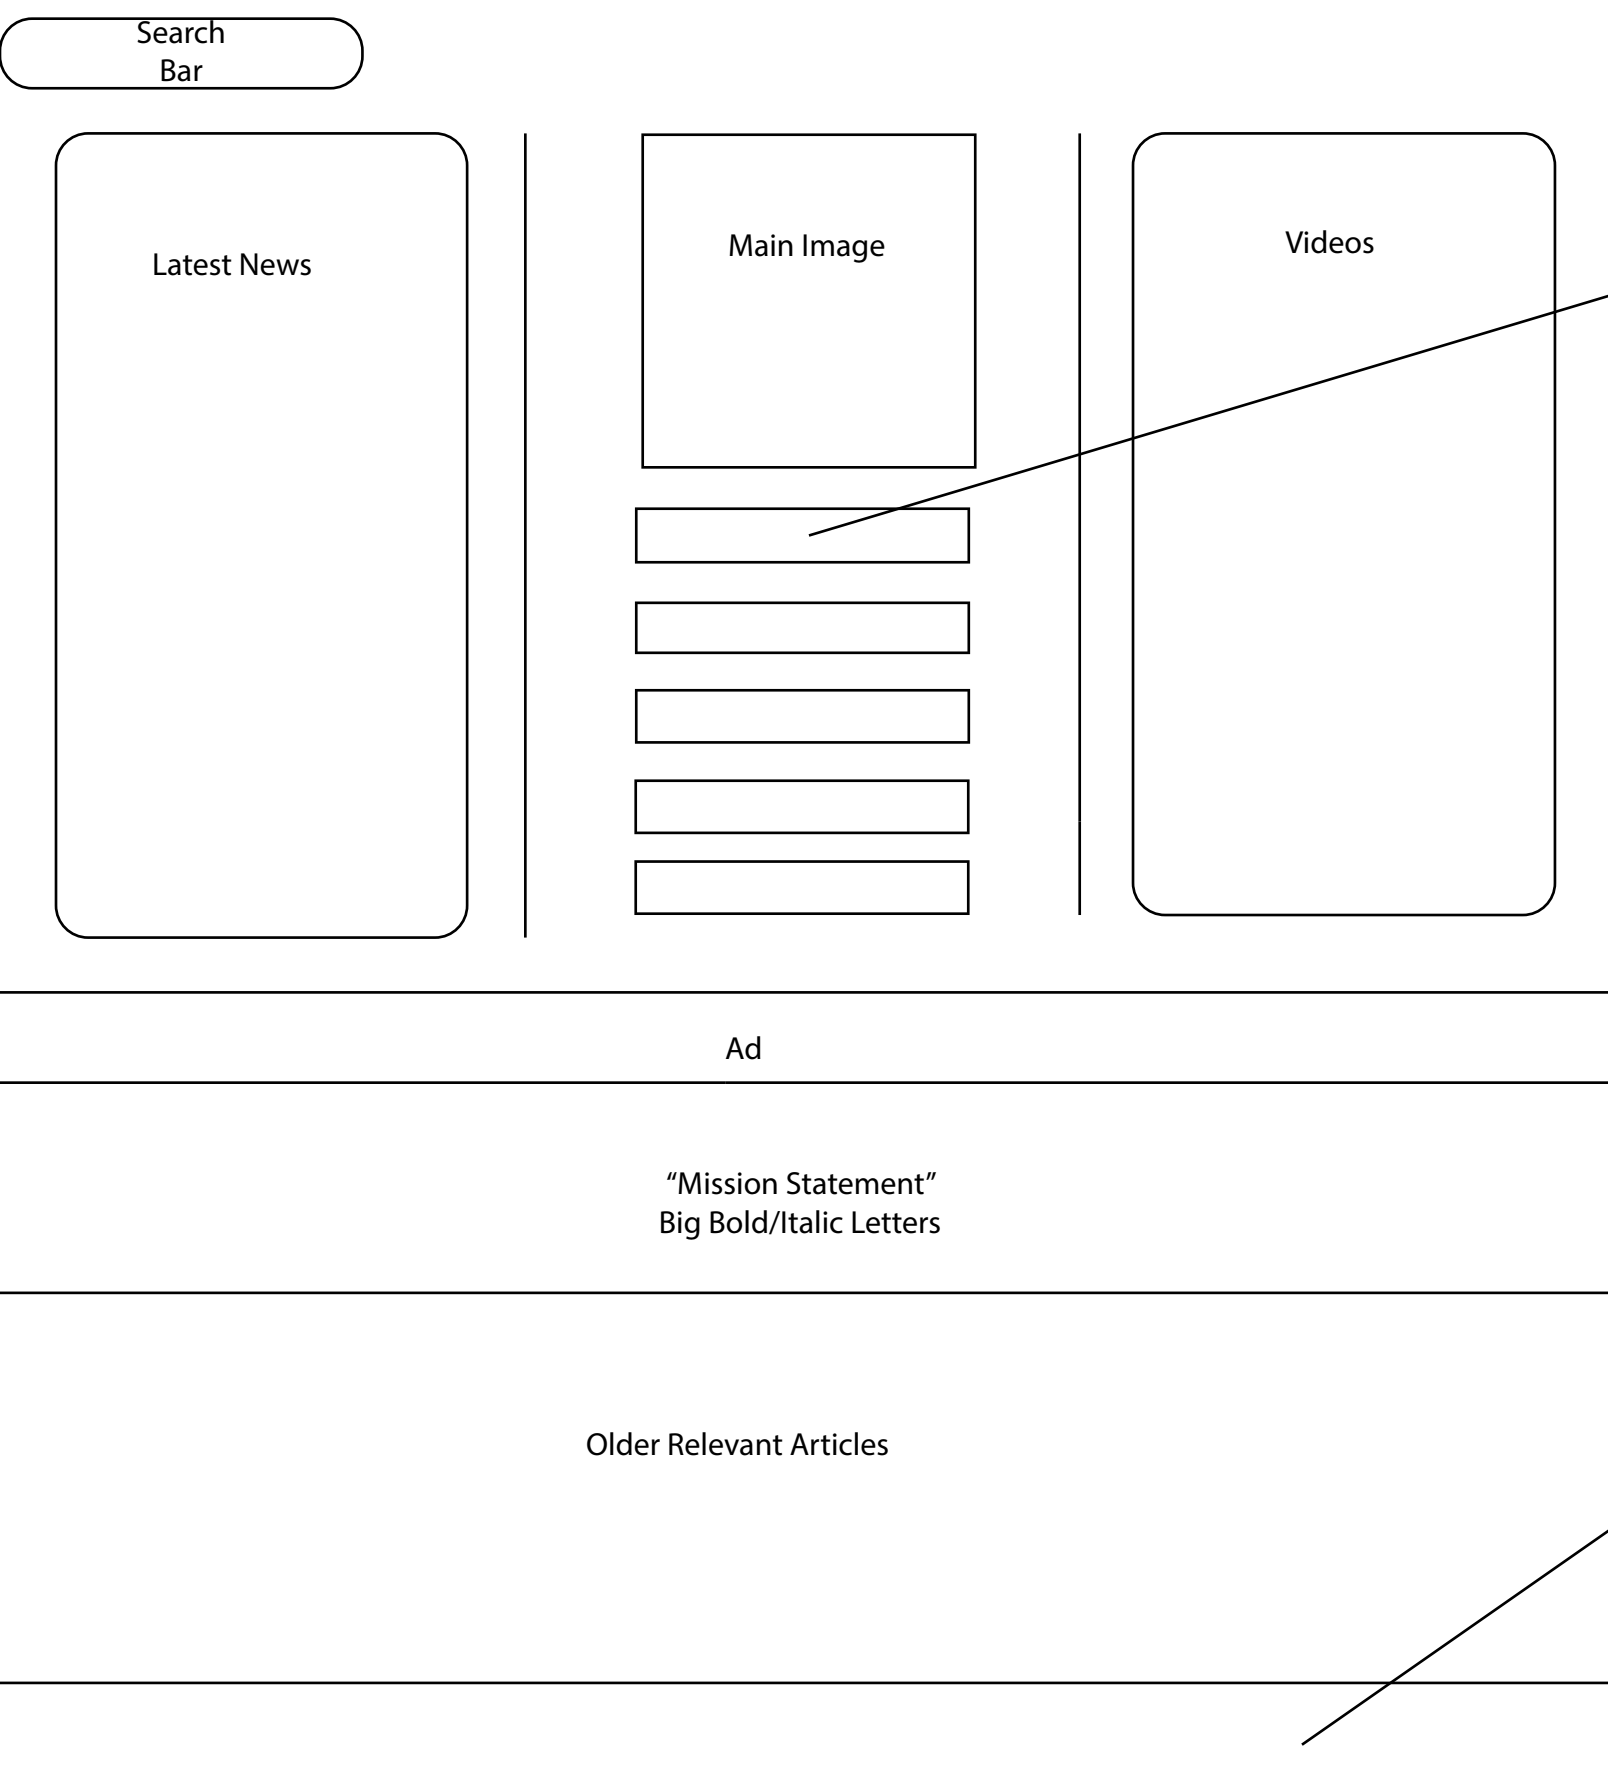 Search
Bar
Latest News
Main Image
Videos
Ad
“Mission Statement”
Big Bold/Italic Letters
Older Relevant Articles